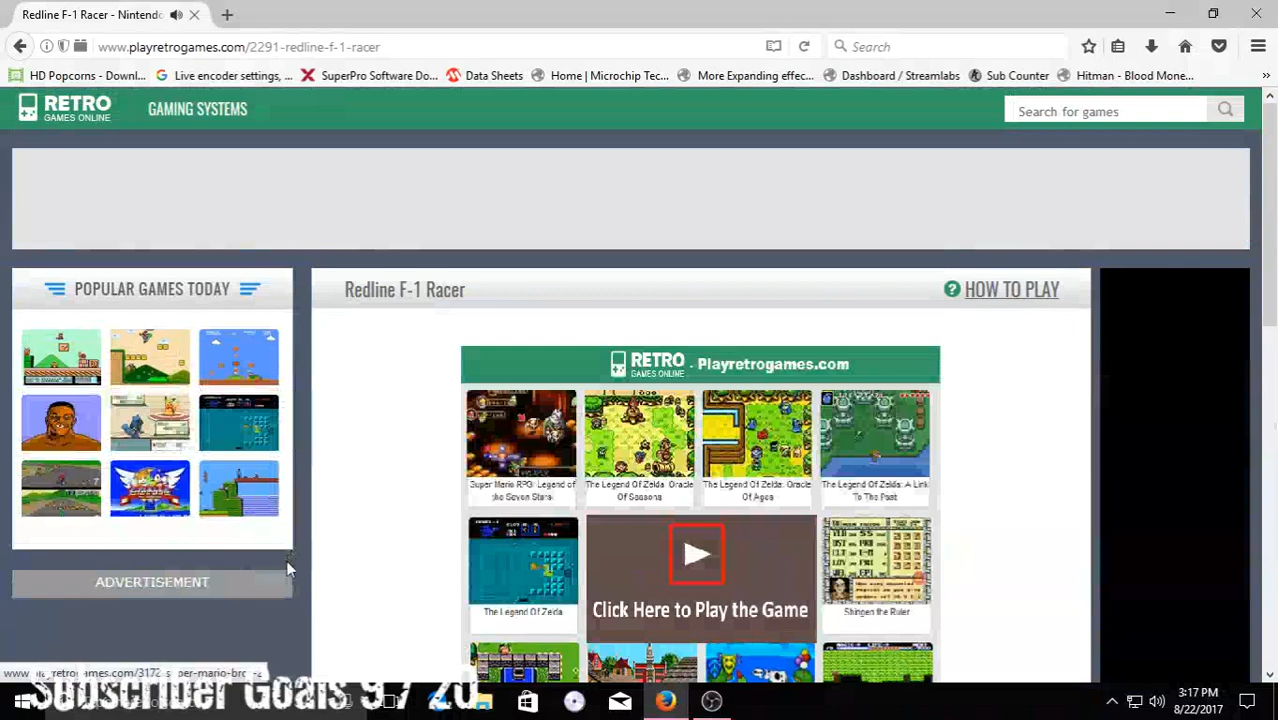 Redline F-1 Racer - Nintendo
www.playretrogames.com/2291-redline-f-1-racer
Search
HD Popcorns - Downl...
Live encoder settings, ...
SuperPro Software Do...
Data Sheets
Home | Microchip Tec...
More Expanding effec...
Dashboard / Streamlabs
Sub Counter
Hitman - Blood Mone...
RETRO
GAMES ONLINE
GAMING SYSTEMS
Search for games
POPULAR GAMES TODAY
Redline F-1 Racer
? HOW TO PLAY
RETRO
GAMES ONLINE
- Playretrogames.com
Super Mario RPG: Legend of
the Seven Stars
The Legend Of Zelda: Oracle
Of Seasons
The Legend Of Zelda: Oracle
Of Ages
The Legend Of Zelda: A Link
To The Past
ADVERTISEMENT
The Legend Of Zelda
Click Here to Play the Game
Shingen the Ruler
Subscriber Goals 9 / 20
3:17 PM
8/22/2017